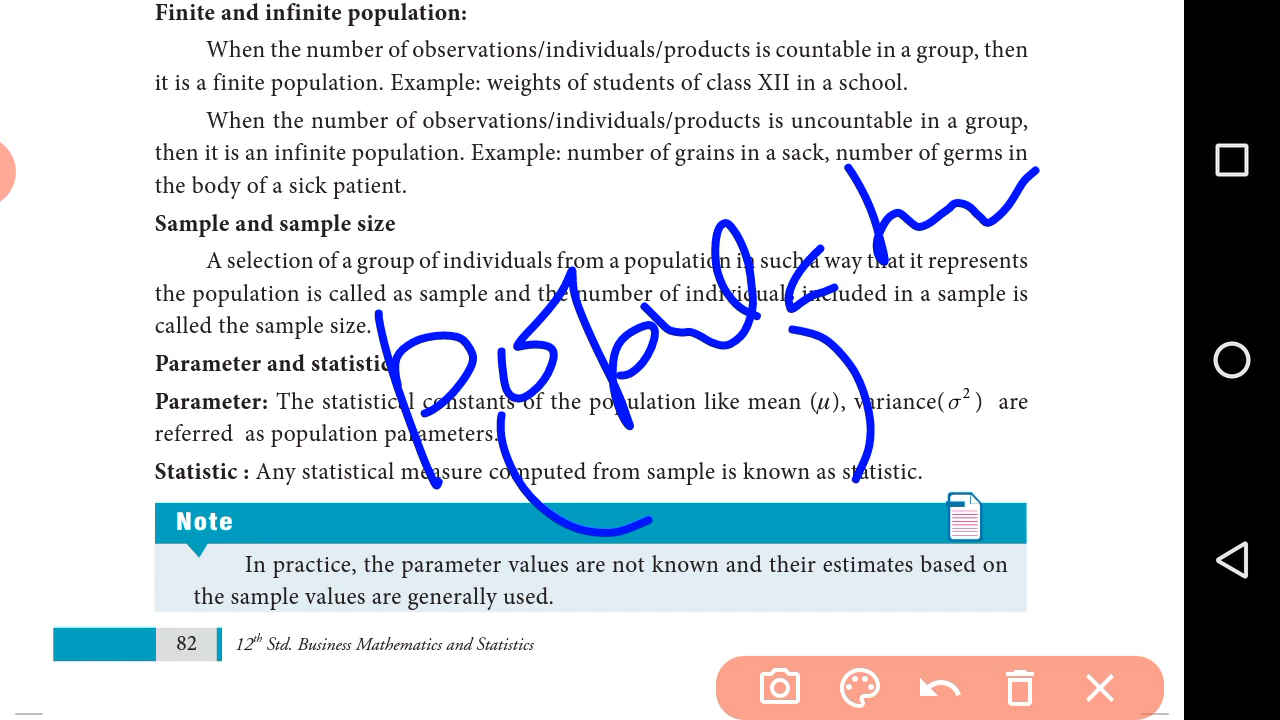 Finite and infinite population:
When the number of observations/individuals/products is countable in a group, then
it is a finite population. Example: weights of students of class XII in a school.
When the number of observations/individuals/products is uncountable in a group,
then it is an infinite population. Example: number of grains in a sack, number of germs in
the body of a sick patient.
Sample and sample size
A selection of a group of individuals from a population in such a way that it represents
the population is called as sample and the number of individuals included in a sample is
called the sample size.
Parameter and statistic
Parameter: The statistical constants of the population like mean (μ), variance(σ²) are
referred as population parameters.
Statistic : Any statistical measure computed from sample is known as statistic.
Note
In practice, the parameter values are not known and their estimates based on
the sample values are generally used.
82 12th Std. Business Mathematics and Statistics